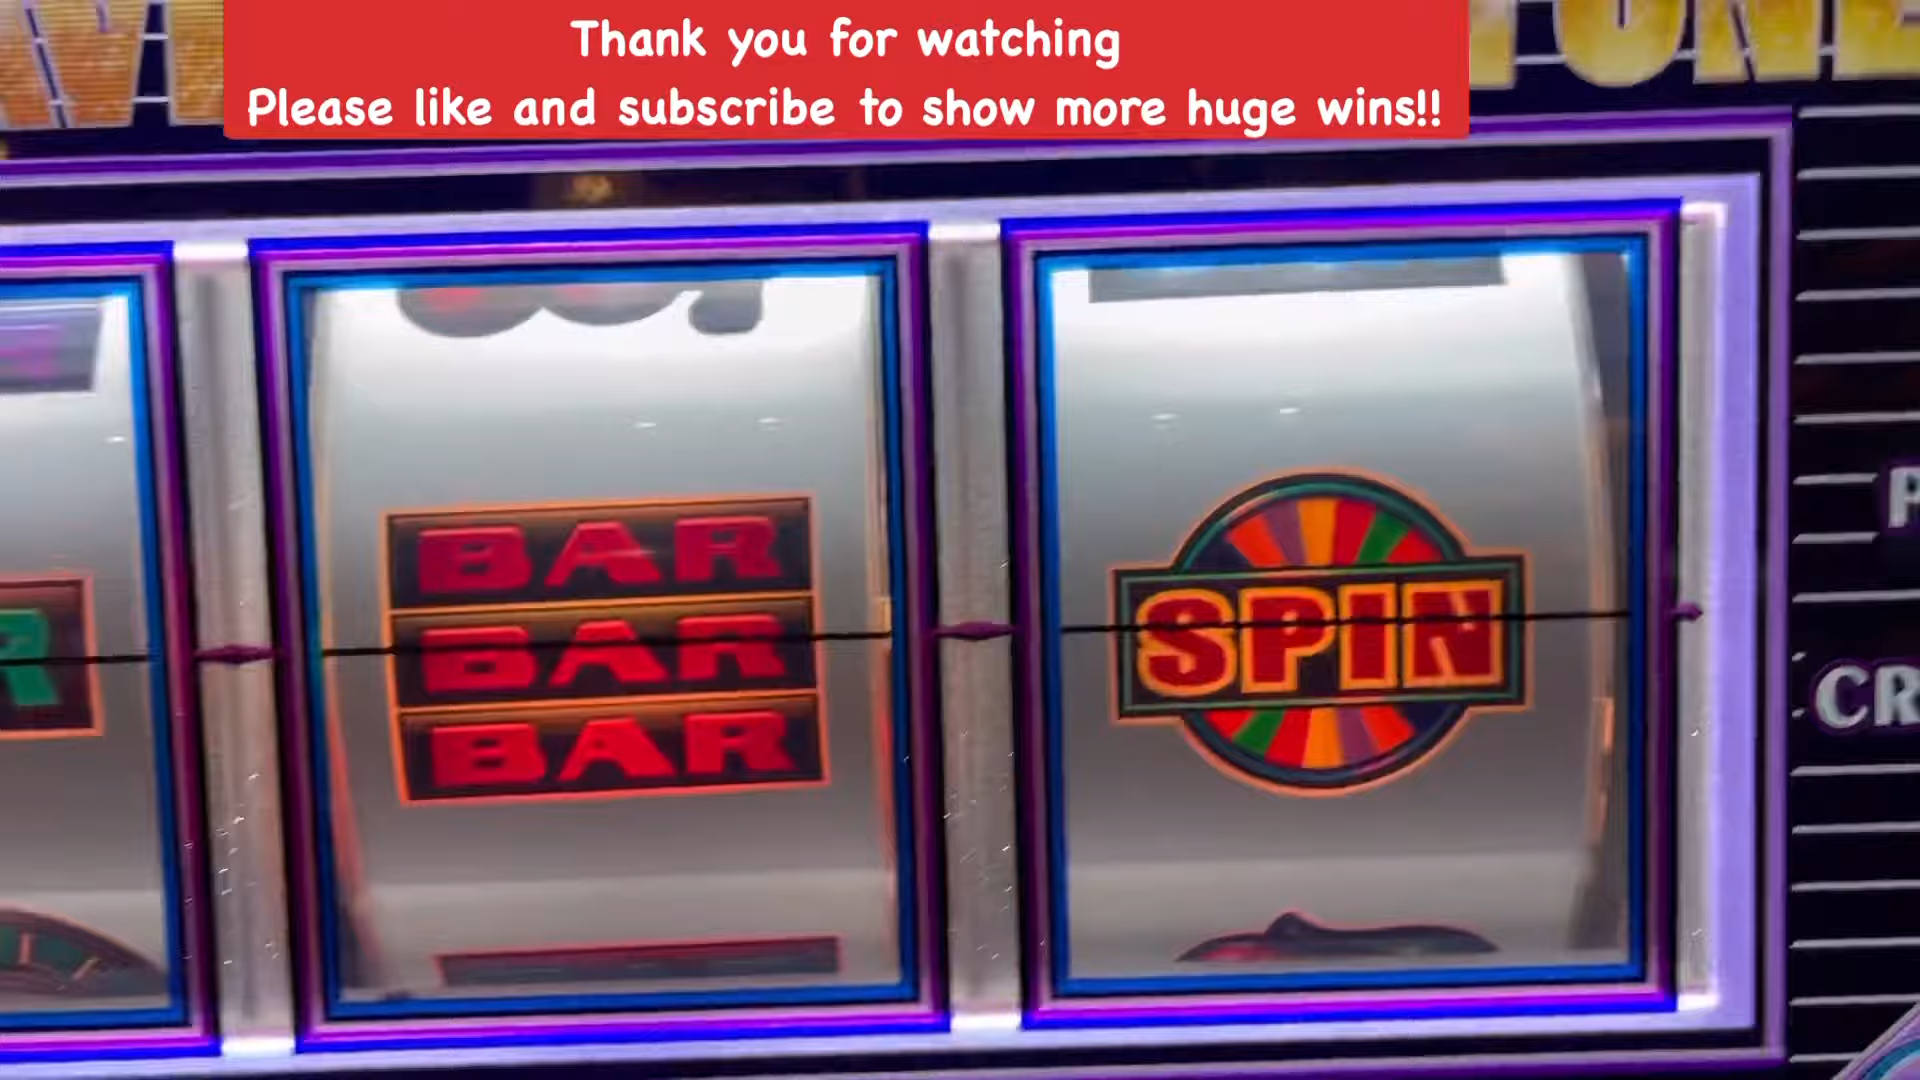 Thank you for watching
Please like and subscribe to show more huge wins!!
BAR
BAR
BAR
SPIN